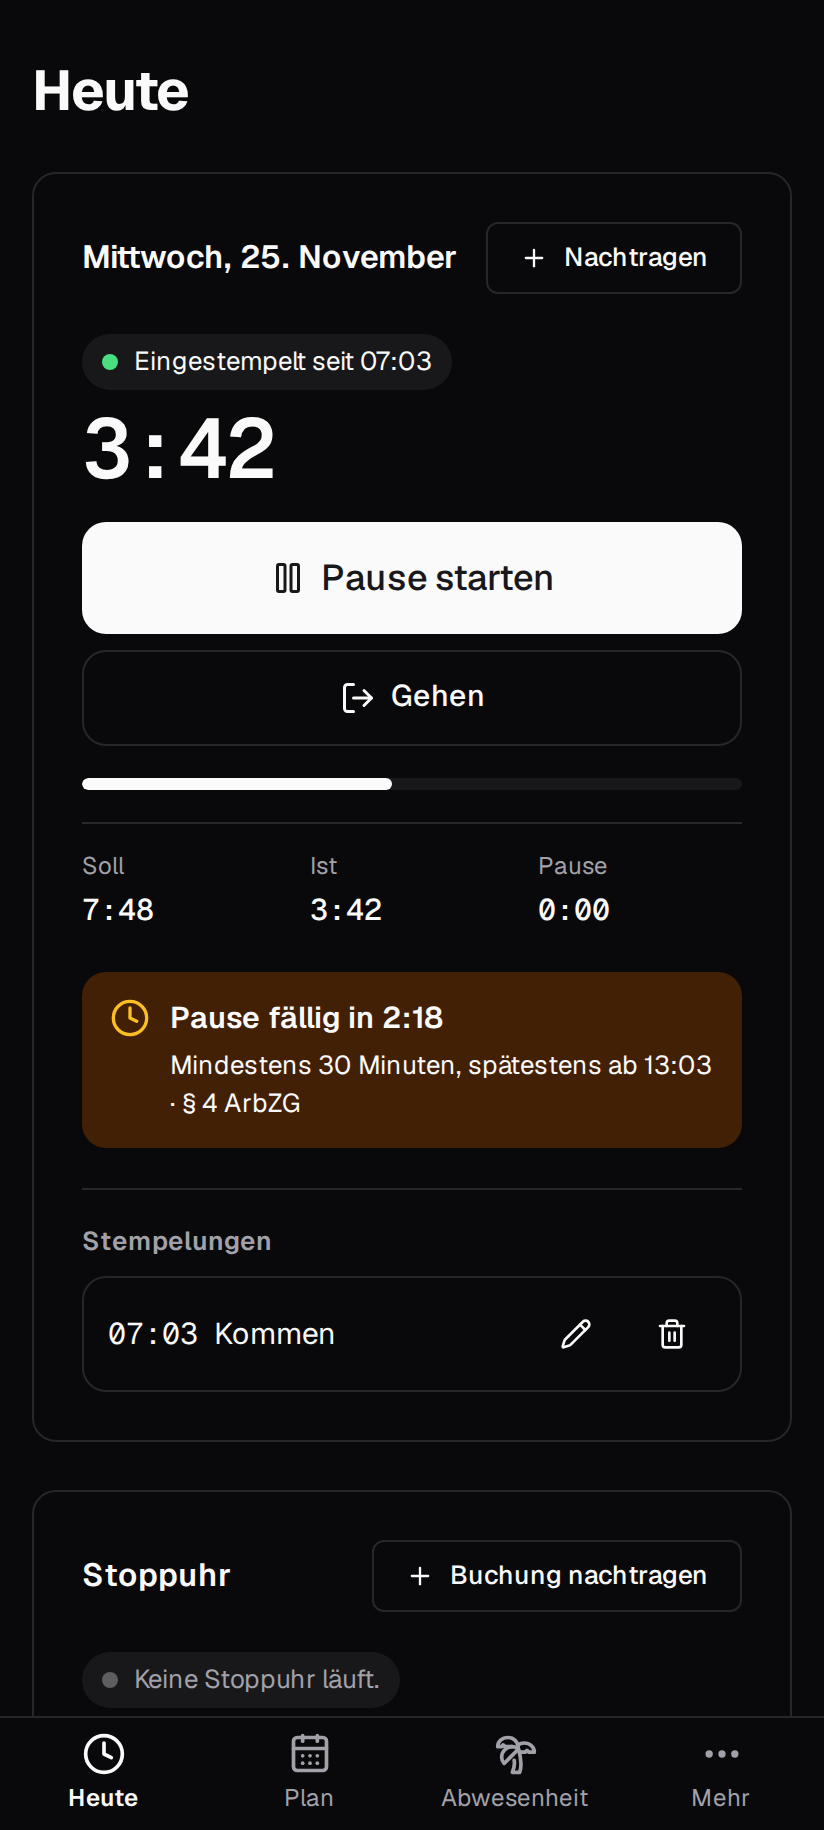 Heute
Mittwoch, 25. November
Nachtragen
Eingestempelt seit 07:03
3:42
Pause starten
Gehen
Soll Ist Pause
7:48 3:42 0:00
Pause fällig in 2:18
Mindestens 30 Minuten, spätestens ab 13:03
· § 4 ArbZG
Stempelungen
07:03 Kommen
Stoppuhr
Buchung nachtragen
Keine Stoppuhr läuft.
Heute Plan Abwesenheit Mehr